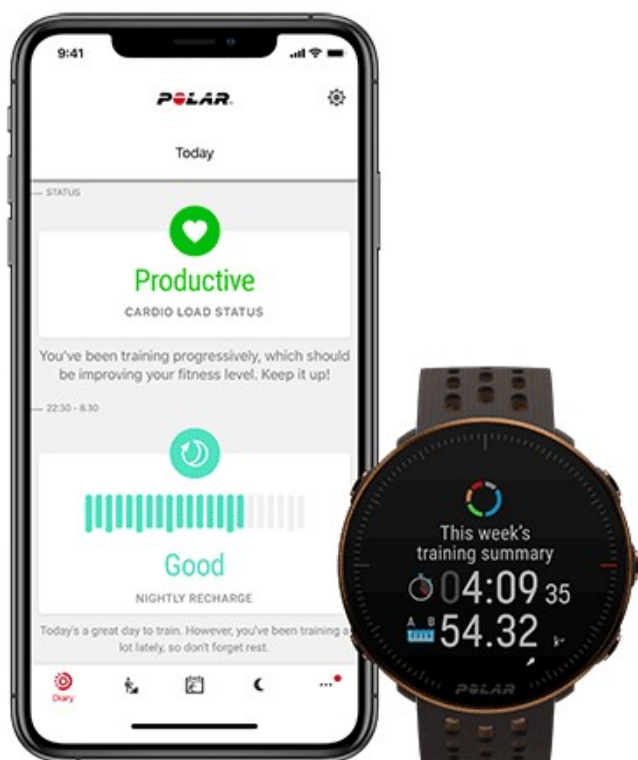 9:41
POLAR
Today
STATUS
Productive
CARDIO LOAD STATUS
You've been training progressively, which should
be improving your fitness level. Keep it up!
22:30 - 8.30
Good
NIGHTLY RECHARGE
Today's a great day to train. However, you've been training a
lot lately, so don't forget rest.
Diary
This week's
training summary
04:09 35
A B
54.32
POLAR